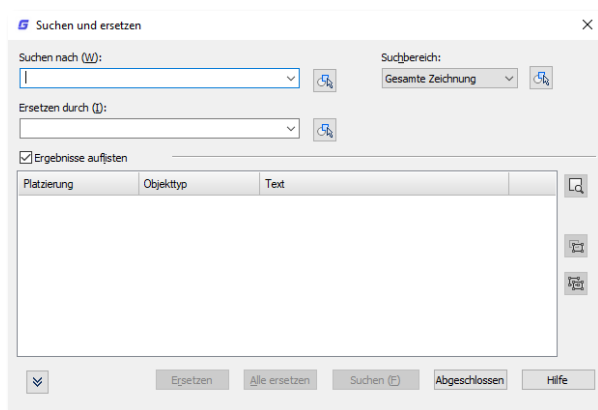 Suchen und ersetzen
Suchen nach (W):
Suchbereich:
Gesamte Zeichnung
Ersetzen durch (I):
Ergebnisse auflisten
Platzierung Objekttyp Text
Ersetzen Alle ersetzen Suchen (F) Abgeschlossen Hilfe